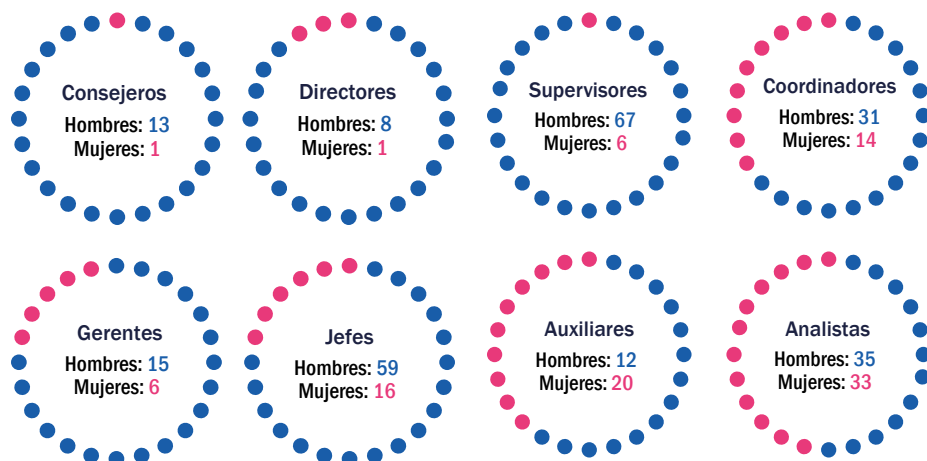 Consejeros
Hombres: 13
Mujeres: 1
Directores
Hombres: 8
Mujeres: 1
Supervisores
Hombres: 67
Mujeres: 6
Coordinadores
Hombres: 31
Mujeres: 14
Gerentes
Hombres: 15
Mujeres: 6
Jefes
Hombres: 59
Mujeres: 16
Auxiliares
Hombres: 12
Mujeres: 20
Analistas
Hombres: 35
Mujeres: 33